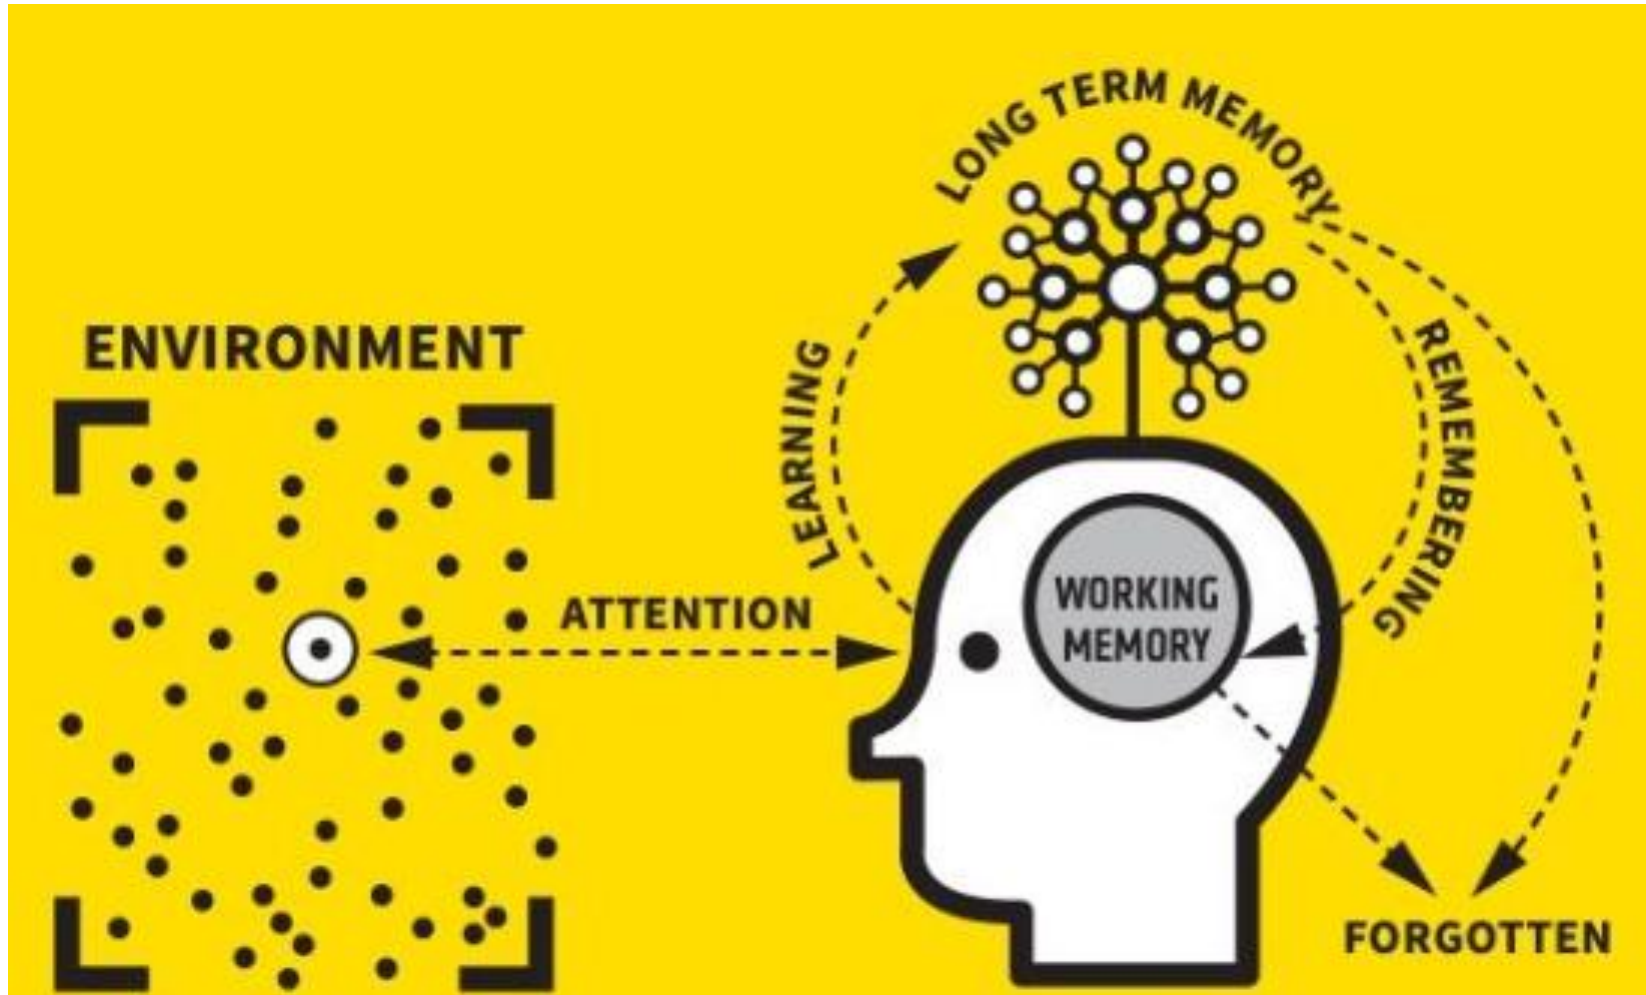 LONG TERM MEMORY
ENVIRONMENT
LEARNING
REMEMBERING
ATTENTION
WORKING
MEMORY
FORGOTTEN